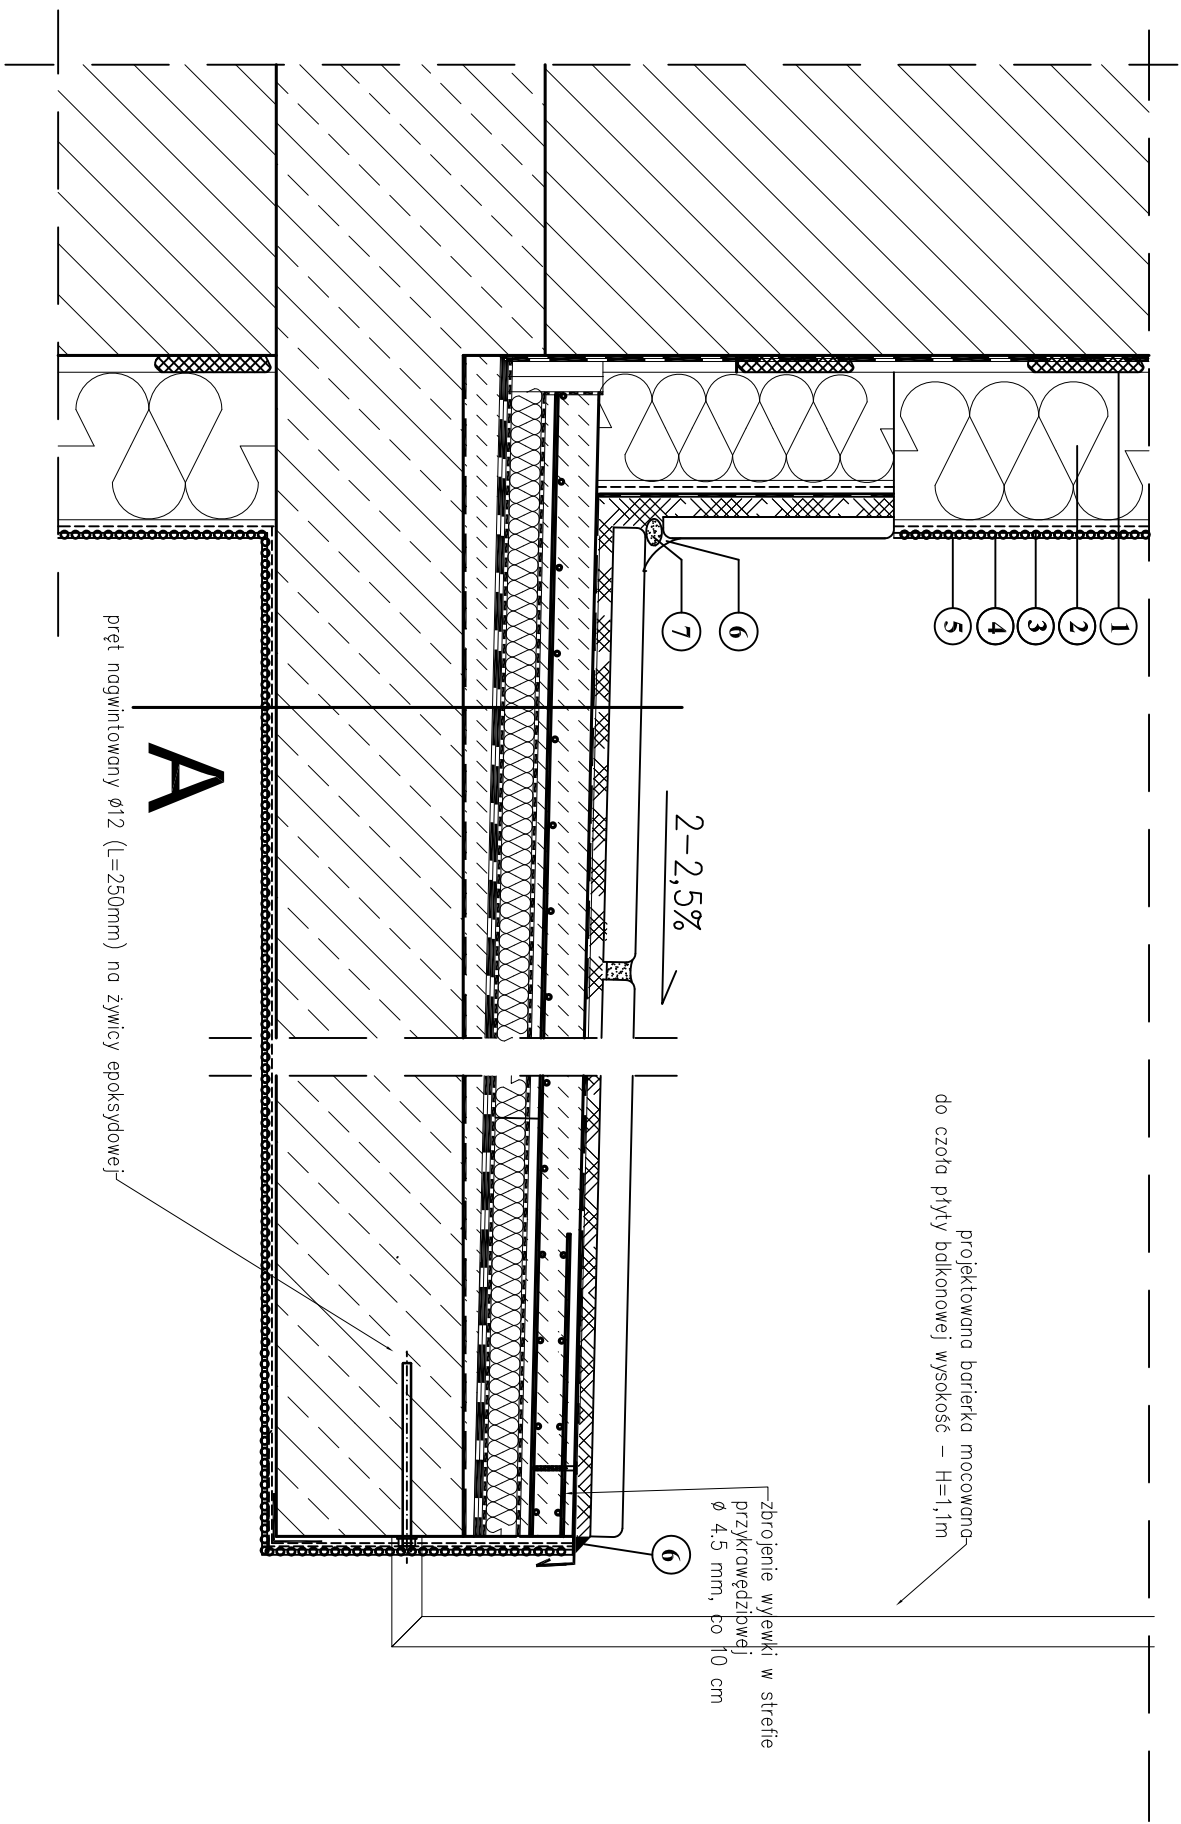 1
2
3
4
5
6
7
2-2,5%
projektowana barierka mocowana
do czoła płyty balkonowej wysokość - H=1,1m
zbrojenie wylewki w strefie
przykrawędziowej
ø 4.5 mm, co 10 cm
6
A
pręt nagwintowany ø12 (L=250mm) na żywicy epoksydowej